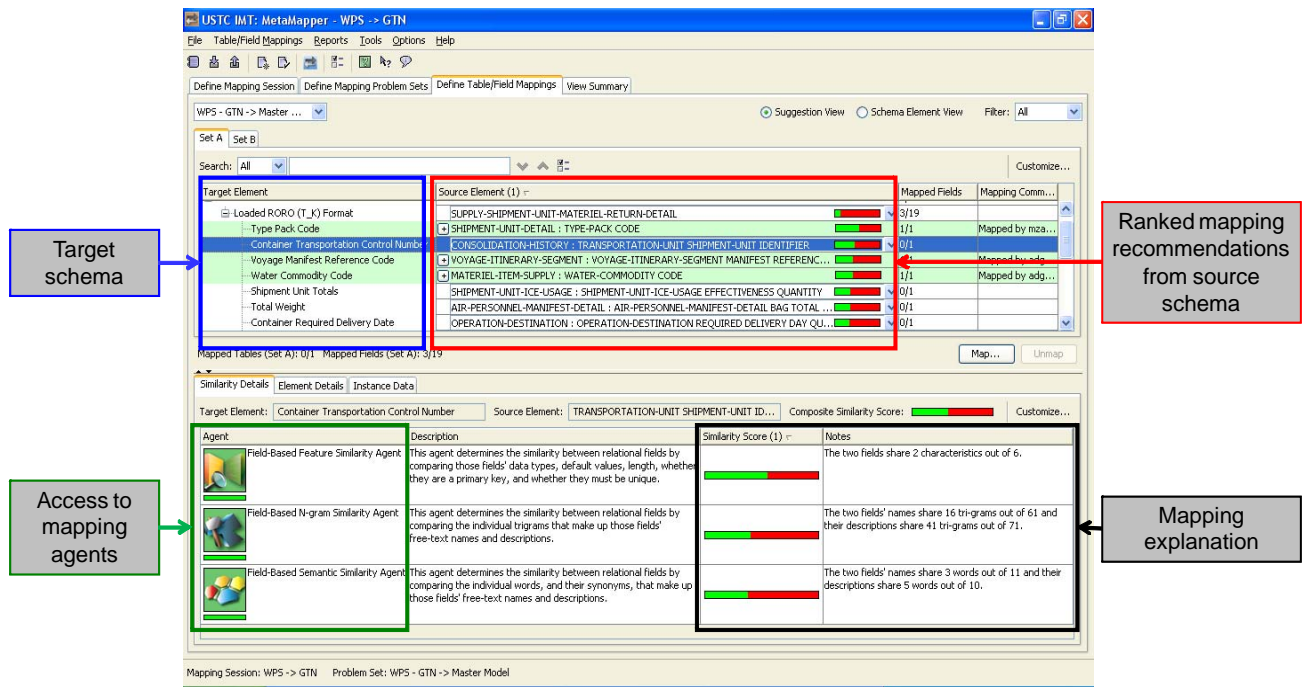 USTC IMT: MetaMapper - WPS -> GTN
File Table/Field Mappings Reports Tools Options Help
Define Mapping Session Define Mapping Problem Sets Define Table/Field Mappings View Summary
WPS - GTN -> Master ... Suggestion View Schema Element View Filter: All
Set A Set B
Search: All Customize...
Target Element Source Element (1) Mapped Fields Mapping Comm...
Loaded RORO (T_K) Format SUPPLY-SHIPMENT-UNIT-MATERIEL-RETURN-DETAIL 3/19
Type Pack Code SHIPMENT-UNIT-DETAIL : TYPE-PACK CODE 1/1 Mapped by mza...
Container Transportation Control Number CONSOLIDATION-HISTORY : TRANSPORTATION-UNIT SHIPMENT-UNIT IDENTIFIER 0/1
Voyage Manifest Reference Code VOYAGE-ITINERARY-SEGMENT : VOYAGE-ITINERARY-SEGMENT MANIFEST REFERENC... 1/1 Mapped by adg...
Water Commodity Code MATERIEL-ITEM-SUPPLY : WATER-COMMODITY CODE 1/1 Mapped by adg...
Shipment Unit Totals SHIPMENT-UNIT-ICE-USAGE : SHIPMENT-UNIT-ICE-USAGE EFFECTIVENESS QUANTITY 0/1
Total Weight AIR-PERSONNEL-MANIFEST-DETAIL : AIR-PERSONNEL-MANIFEST-DETAIL BAG TOTAL ... 0/1
Container Required Delivery Date OPERATION-DESTINATION : OPERATION-DESTINATION REQUIRED DELIVERY DAY QU... 0/1
Target
schema
Ranked mapping
recommendations
from source
schema
Mapped Tables (Set A): 0/1 Mapped Fields (Set A): 3/19 Map... Unmap
Similarity Details Element Details Instance Data
Target Element: Container Transportation Control Number Source Element: TRANSPORTATION-UNIT SHIPMENT-UNIT ID... Composite Similarity Score: Customize...
Agent Description Similarity Score (1) Notes
Field-Based Feature Similarity Agent This agent determines the similarity between relational fields by The two fields share 2 characteristics out of 6.
comparing those fields' data types, default values, length, whether
they are a primary key, and whether they must be unique.
Field-Based N-gram Similarity Agent This agent determines the similarity between relational fields by The two fields' names share 16 tri-grams out of 61 and
comparing the individual trigrams that make up those fields' their descriptions share 41 tri-grams out of 71.
free-text names and descriptions.
Field-Based Semantic Similarity Agent This agent determines the similarity between relational fields by The two fields' names share 3 words out of 11 and their
comparing the individual words, and their synonyms, that make up descriptions share 5 words out of 10.
those fields' free-text names and descriptions.
Access to
mapping
agents
Mapping
explanation
Mapping Session: WPS -> GTN Problem Set: WPS - GTN -> Master Model